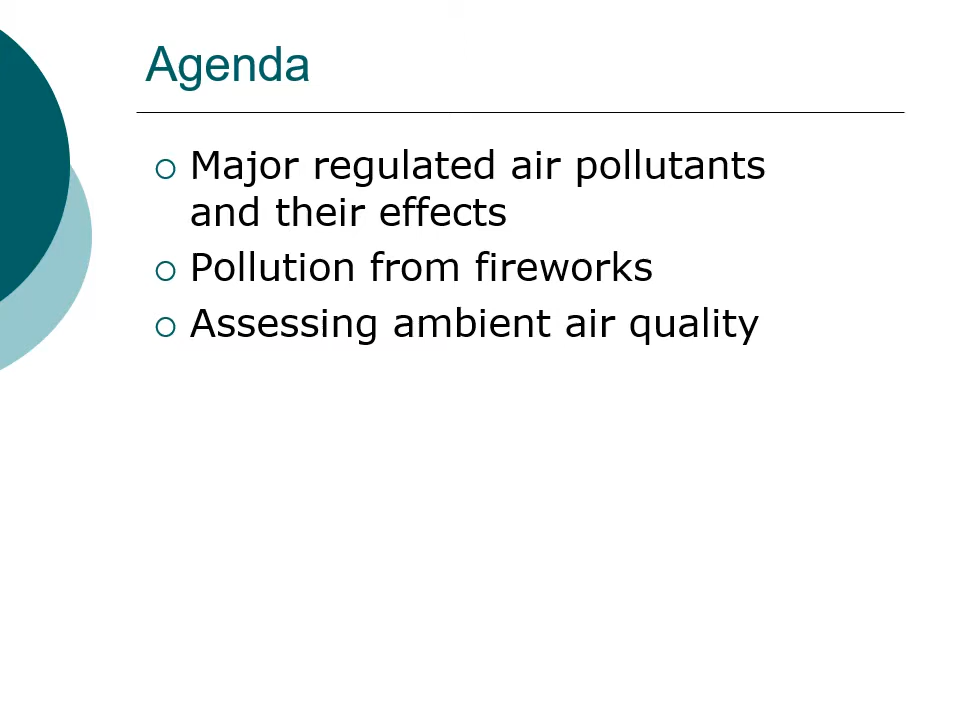 Agenda
Major regulated air pollutants
and their effects
Pollution from fireworks
Assessing ambient air quality